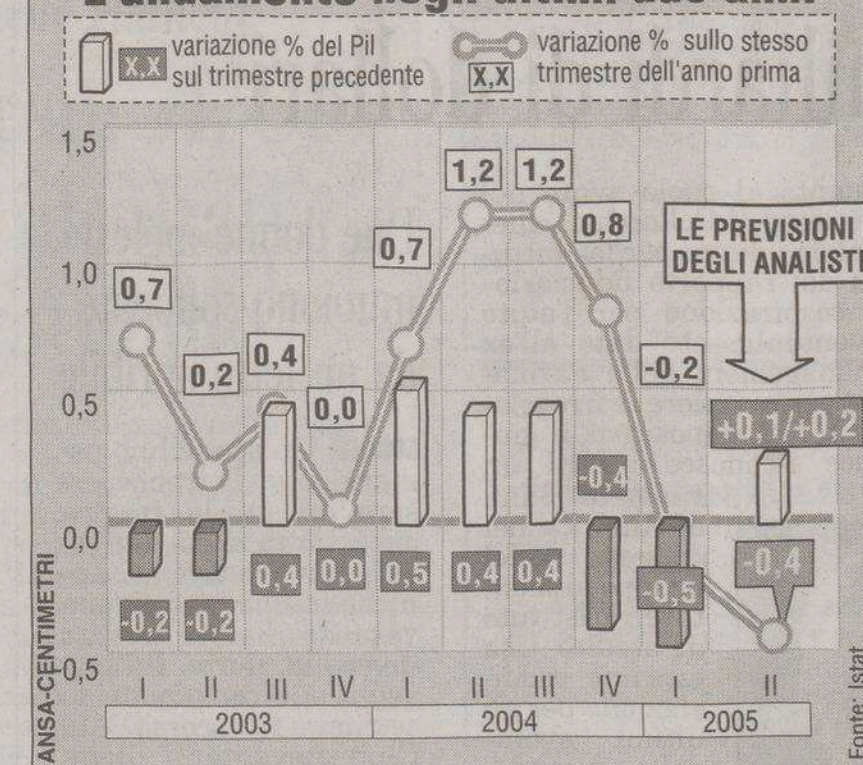 X,X variazione % del Pil
sul trimestre precedente
variazione % sullo stesso
X,X trimestre dell'anno prima
1,5
1,0
0,5
0,0
-0,5
0,7
0,2
0,4
0,0
0,7
1,2
1,2
0,8
-0,2
LE PREVISIONI
DEGLI ANALISTI
+0,1/+0,2
-0,4
-0,2
-0,2
0,4
0,0
0,5
0,4
0,4
-0,4
-0,5
I II III IV I II III IV I II
2003 2004 2005
ANSA-CENTIMETRI
Fonte: Istat